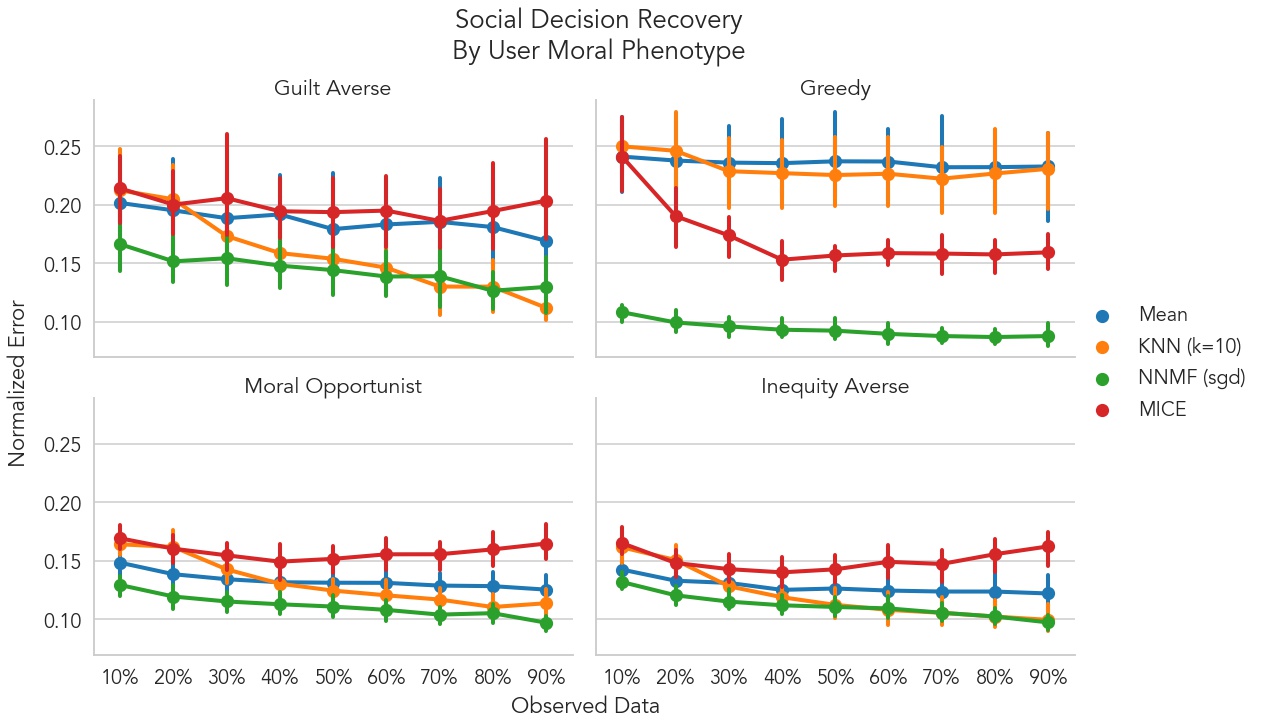 Social Decision Recovery
By User Moral Phenotype
Guilt Averse
Greedy
0.25
0.20
0.15
0.10
Normalized Error
Moral Opportunist
Inequity Averse
0.25
0.20
0.15
0.10
10% 20% 30% 40% 50% 60% 70% 80% 90%
10% 20% 30% 40% 50% 60% 70% 80% 90%
Observed Data
Mean
KNN (k=10)
NNMF (sgd)
MICE